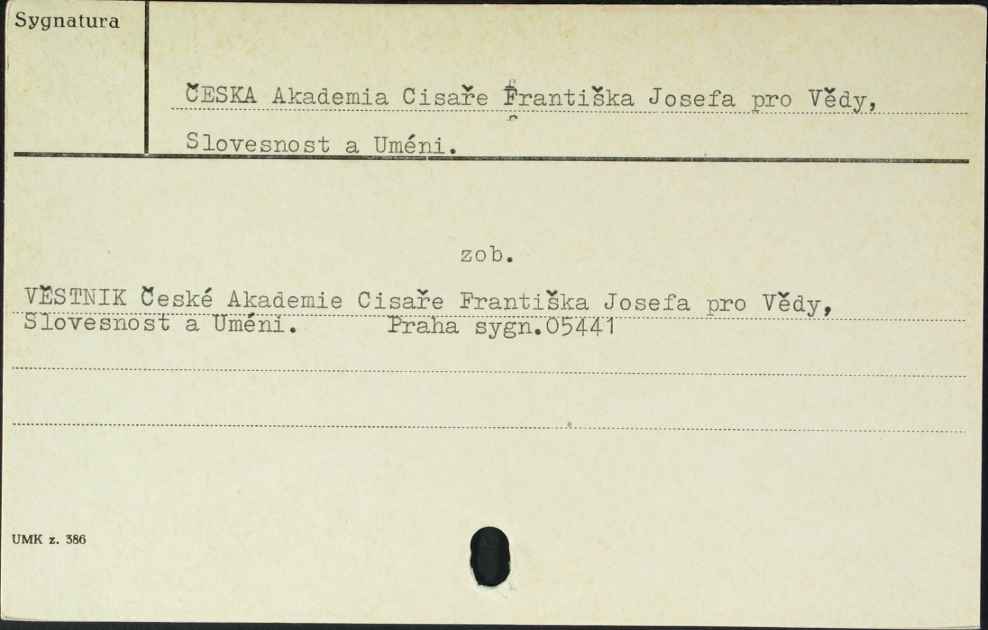 Sygnatura
ČESKA Akademia Cisaře Františka Josefa pro Vědy,
Slovesnost a Uméni.
zob.
VĚSTNIK České Akademie Cisaře Františka Josefa pro Vědy,
Slovesnost a Uméni. Praha sygn.05441
UMK z. 386